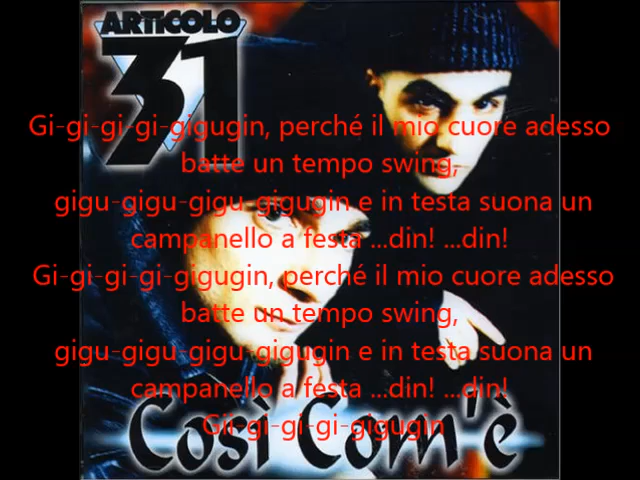 ARTICOLO
31
Gi-gi-gi-gi-gigugin, perché il mio cuore adesso
batte un tempo swing,
gigu-gigu-gigu-gigugin e in testa suona un
campanello a festa ...din! ...din!
Gi-gi-gi-gi-gigugin, perché il mio cuore adesso
batte un tempo swing,
gigu-gigu-gigu-gigugin e in testa suona un
campanello a festa ...din! ...din!
Gii-gi-gi-gi-gigugin
Così Com'è